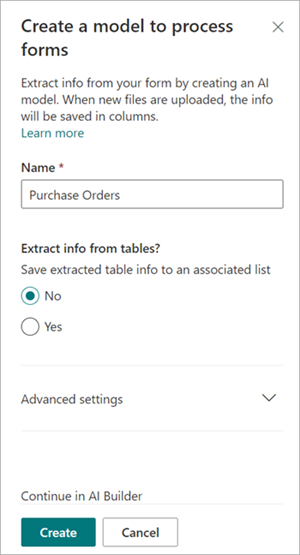 Create a model to process
forms
Extract info from your form by creating an AI
model. When new files are uploaded, the info
will be saved in columns.
Learn more
Name *
Purchase Orders
Extract info from tables?
Save extracted table info to an associated list
No
Yes
Advanced settings
Continue in AI Builder
Create
Cancel